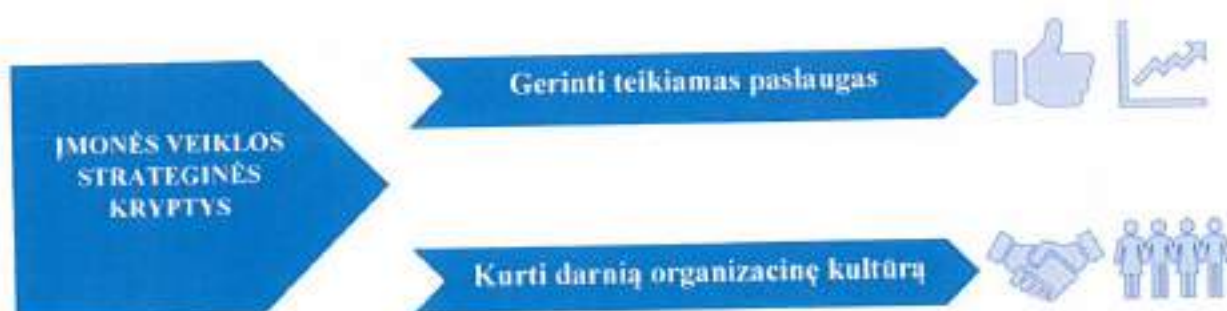 ĮMONĖS VEIKLOS
STRATEGINĖS
KRYPTYS
Gerinti teikiamas paslaugas
Kurti darnią organizacinę kultūrą